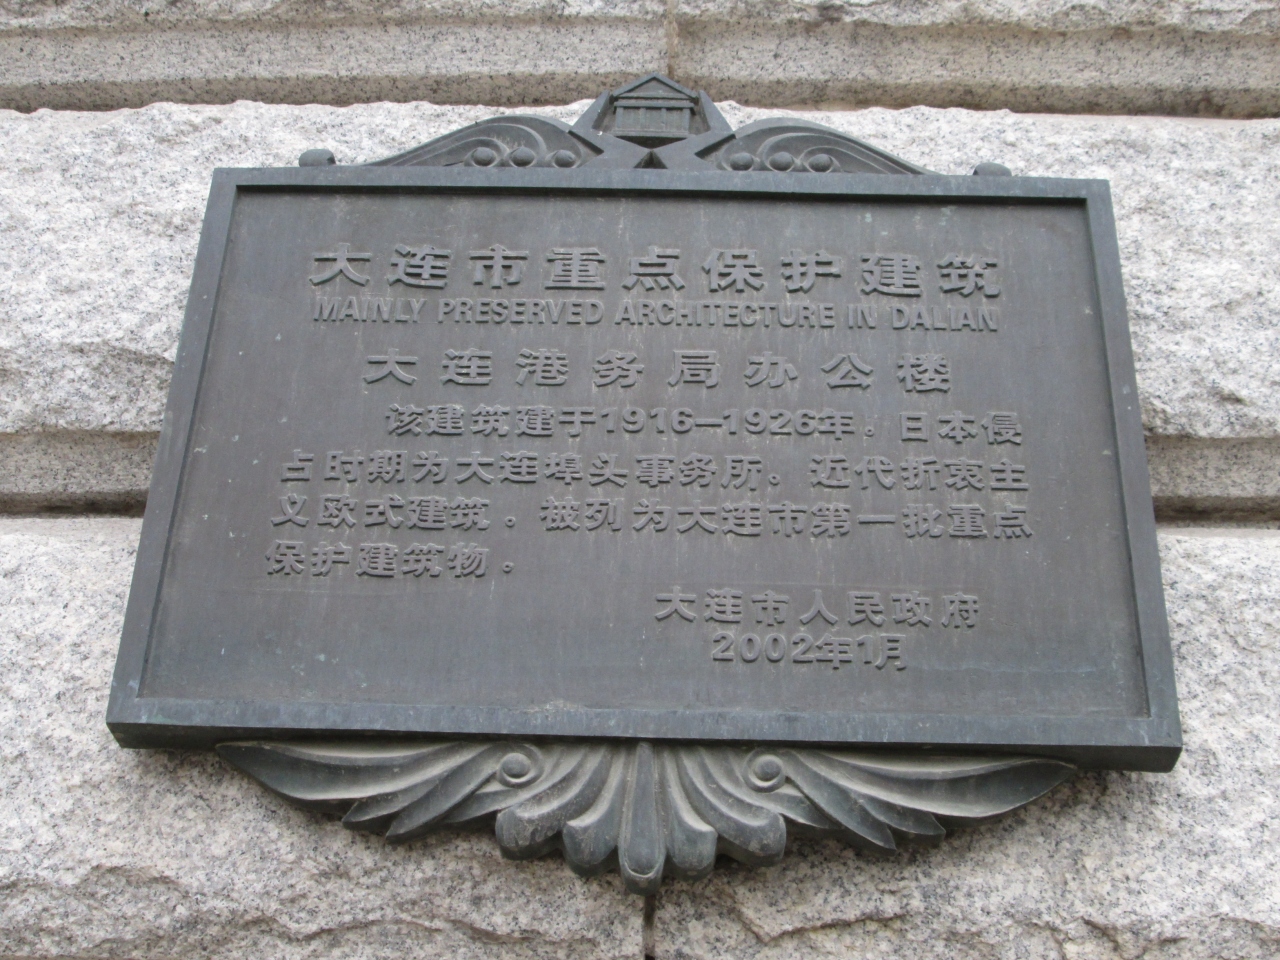 大连市重点保护建筑
MAINLY PRESERVED ARCHITECTURE IN DALIAN
大连港务局办公楼
该建筑建于1916—1926年。日本侵
占时期为大连埠头事务所。近代折衷主
义欧式建筑。被列为大连市第一批重点
保护建筑物。
大连市人民政府
2002年1月